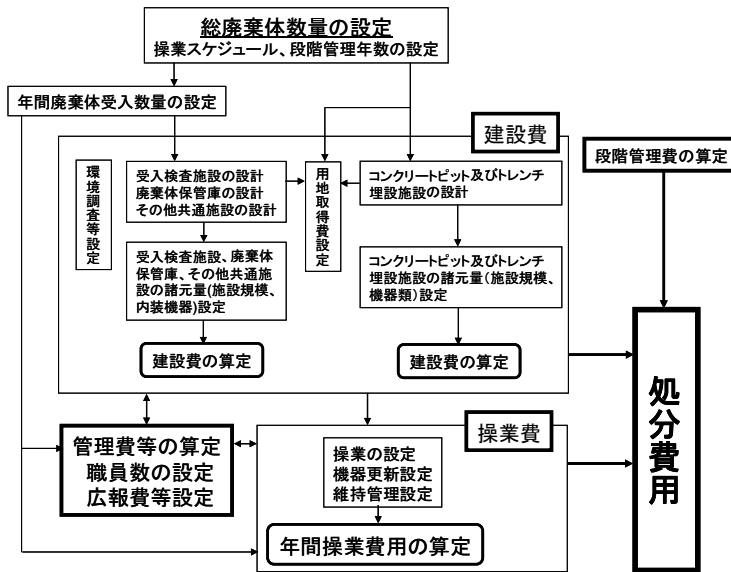 総廃棄体数量の設定
操業スケジュール、段階管理年数の設定
年間廃棄体受入数量の設定
建設費
段階管理費の算定
環境調査等設定
受入検査施設の設計
廃棄体保管庫の設計
その他共通施設の設計
用地取得費設定
コンクリートピット及びトレンチ
埋設施設の設計
受入検査施設、廃棄体
保管庫、その他共通施
設の諸元量(施設規模、
内装機器)設定
コンクリートピット及びトレンチ
埋設施設の諸元量(施設規模、
機器類)設定
建設費の算定
建設費の算定
処分費用
管理費等の算定
職員数の設定
広報費等設定
操業費
操業の設定
機器更新設定
維持管理設定
年間操業費用の算定